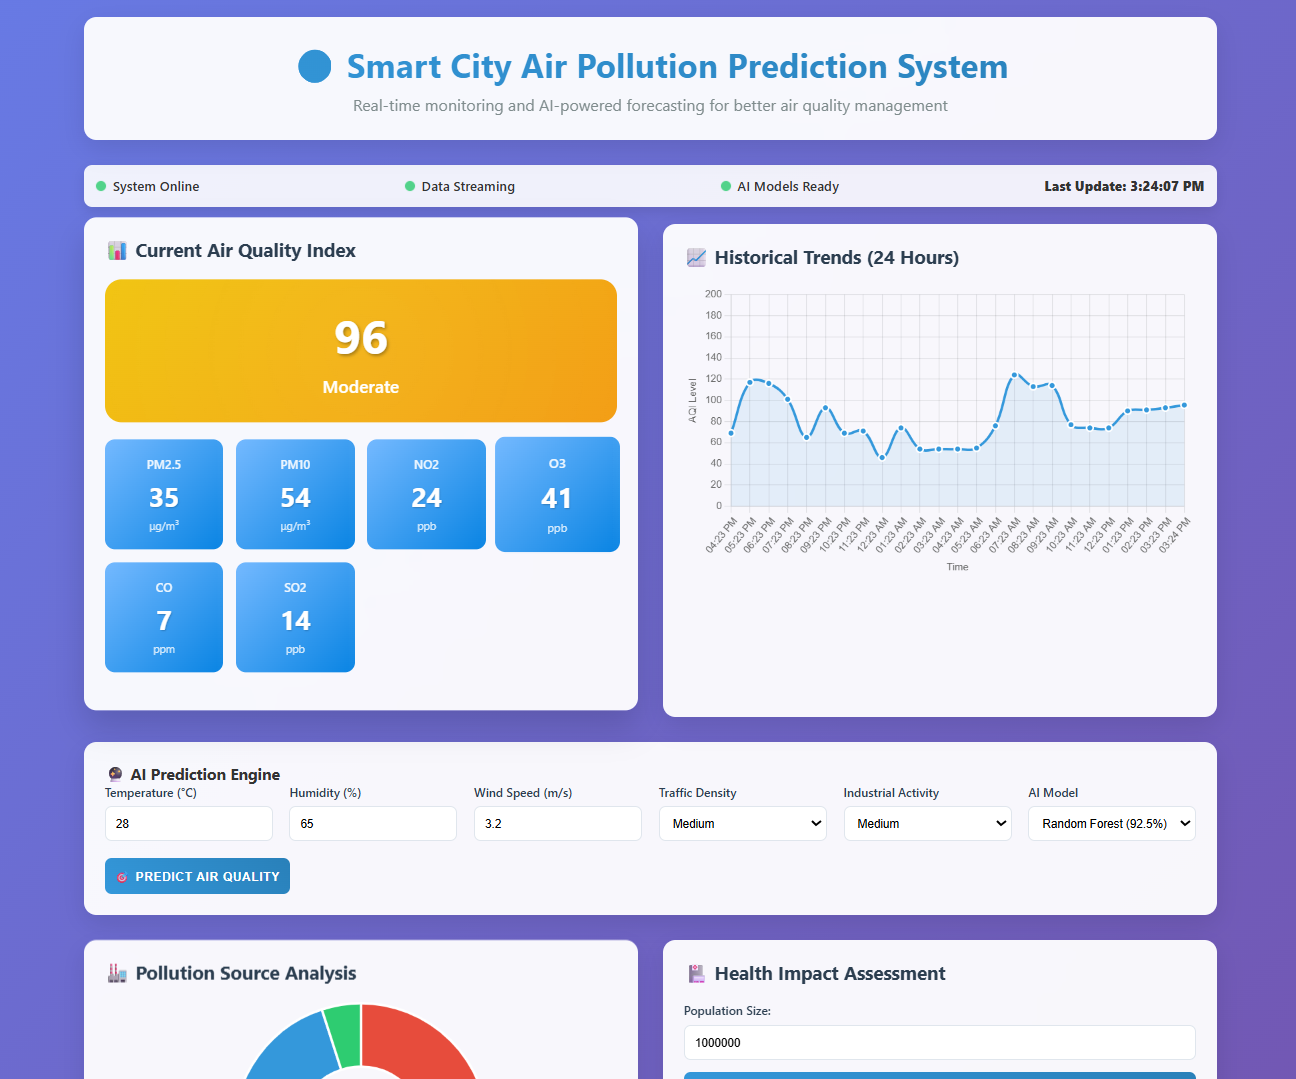 Smart City Air Pollution Prediction System
Real-time monitoring and AI-powered forecasting for better air quality management
System Online
Data Streaming
AI Models Ready
Last Update: 3:24:07 PM
Current Air Quality Index
96
Moderate
PM2.5
35
μg/m³
PM10
54
μg/m³
NO2
24
ppb
O3
41
ppb
CO
7
ppm
SO2
14
ppb
Historical Trends (24 Hours)
AQI Level
200
180
160
140
120
100
80
60
40
20
0
04:23 PM
05:23 PM
06:23 PM
07:23 PM
08:23 PM
09:23 PM
10:23 PM
11:23 PM
12:23 AM
01:23 AM
02:23 AM
03:23 AM
04:23 AM
05:23 AM
06:23 AM
07:23 AM
08:23 AM
09:23 AM
10:23 AM
11:23 AM
12:23 PM
01:23 PM
02:23 PM
03:23 PM
03:24 PM
Time
AI Prediction Engine
Temperature (°C)
28
Humidity (%)
65
Wind Speed (m/s)
3.2
Traffic Density
Medium
Industrial Activity
Medium
AI Model
Random Forest (92.5%)
PREDICT AIR QUALITY
Pollution Source Analysis
Health Impact Assessment
Population Size:
1000000